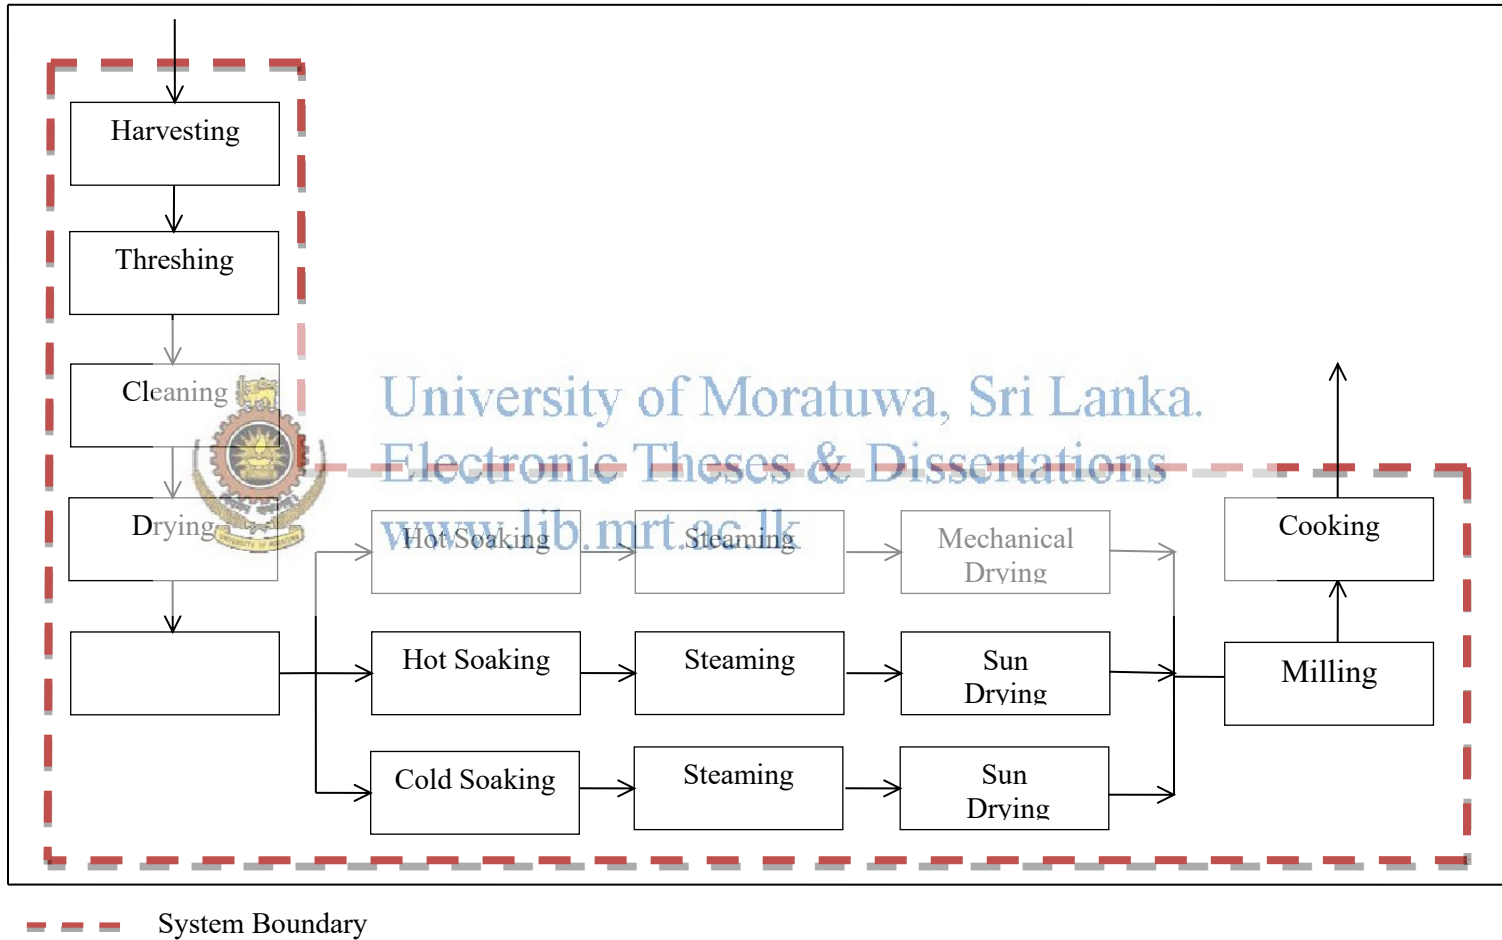 Harvesting
Threshing
Cleaning
University of Moratuwa, Sri Lanka.
Electronic Theses & Dissertations
www.lib.mrt.ac.lk
Drying
Hot Soaking
Steaming
Mechanical
Drying
Cooking
Hot Soaking
Steaming
Sun
Drying
Milling
Cold Soaking
Steaming
Sun
Drying
System Boundary